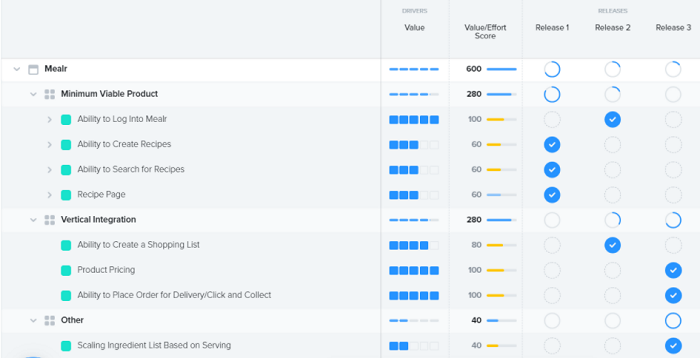 DRIVERS RELEASES
Value Value/Effort Score Release 1 Release 2 Release 3
Mealr 600
Minimum Viable Product 280
Ability to Log Into Mealr 100
Ability to Create Recipes 60
Ability to Search for Recipes 60
Recipe Page 60
Vertical Integration 280
Ability to Create a Shopping List 80
Product Pricing 100
Ability to Place Order for Delivery/Click and Collect 100
Other 40
Scaling Ingredient List Based on Serving 40